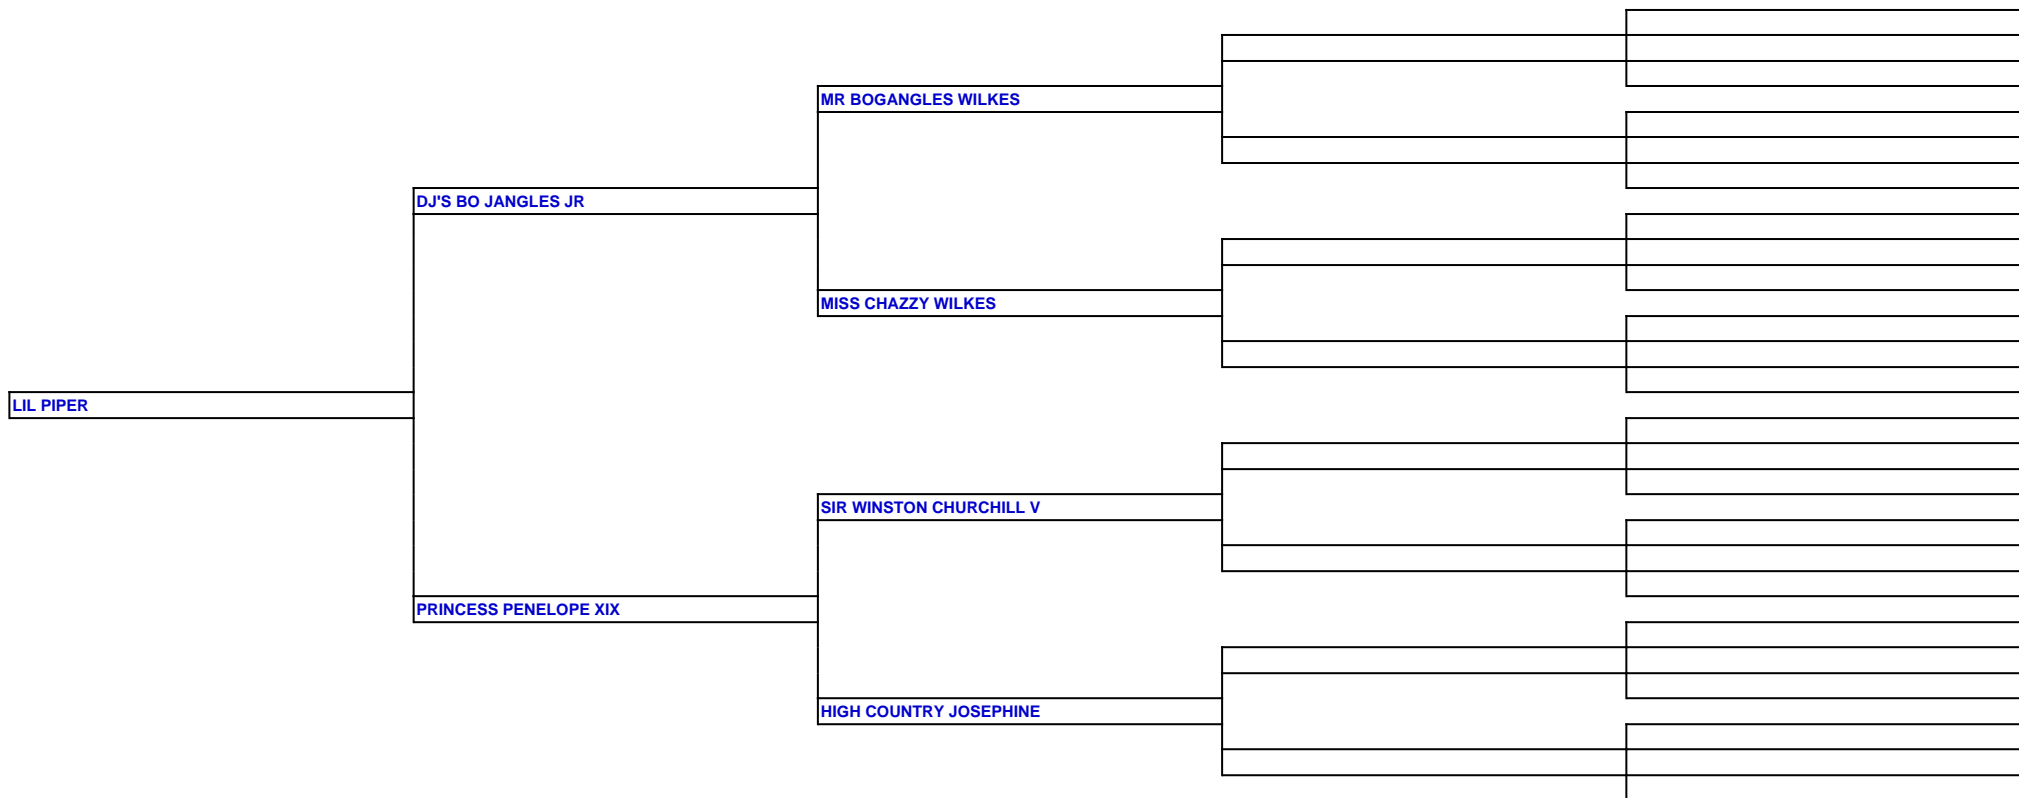 MR BOGANGLES WILKES
DJ'S BO JANGLES JR
MISS CHAZZY WILKES
LIL PIPER
SIR WINSTON CHURCHILL V
PRINCESS PENELOPE XIX
HIGH COUNTRY JOSEPHINE